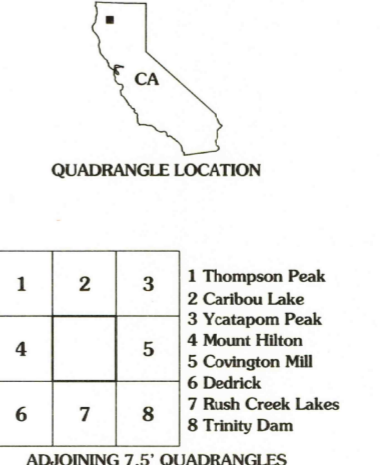 CA
QUADRANGLE LOCATION
1 2 3
4 5
6 7 8
1 Thompson Peak
2 Caribou Lake
3 Ycatapom Peak
4 Mount Hilton
5 Covington Mill
6 Dedrick
7 Rush Creek Lakes
8 Trinity Dam
ADJOINING 7.5' QUADRANGLES